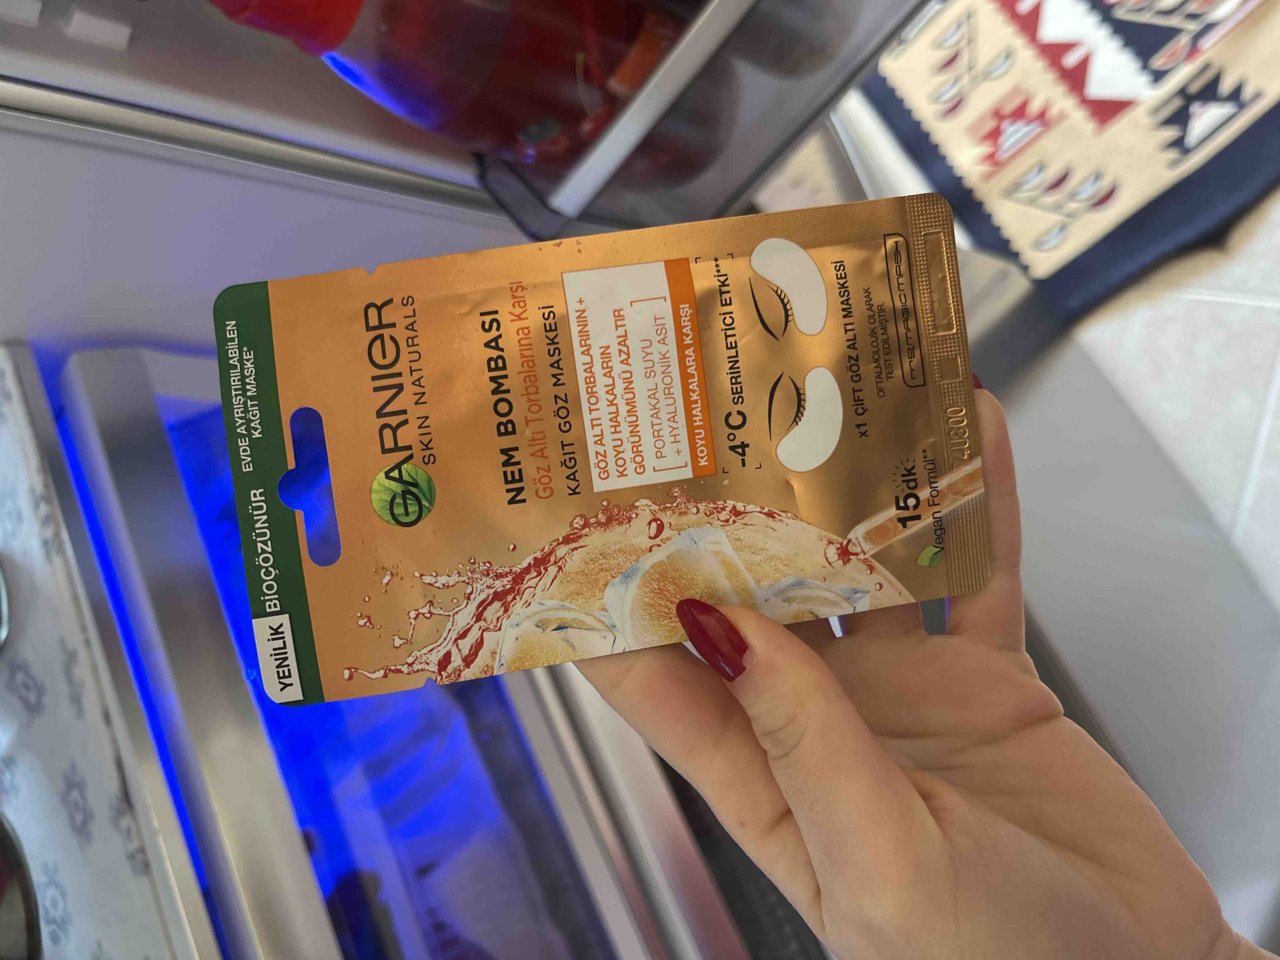 YENİLİK BİOÇÖZÜNÜR EVDE AYRIŞTIRILABİLEN
KAĞIT MASKE*
GARNIER
SKIN NATURALS
NEM BOMBASI
Göz Altı Torbalarına Karşı
KAĞIT GÖZ MASKESİ
GÖZ ALTI TORBALARININ+
KOYU HALKALARIN
GÖRÜNÜMÜNÜ AZALTIR
[ PORTAKAL SUYU
+ HYALURONİK ASİT ]
KOYU HALKALARA KARŞI
-4°C SERİNLETİCİ ETKİ***
x1 ÇİFT GÖZ ALTI MASKESİ
OFTALMOLOJİK OLARAK
TEST EDİLMİŞTİR.
15dk
Vegan Formül**